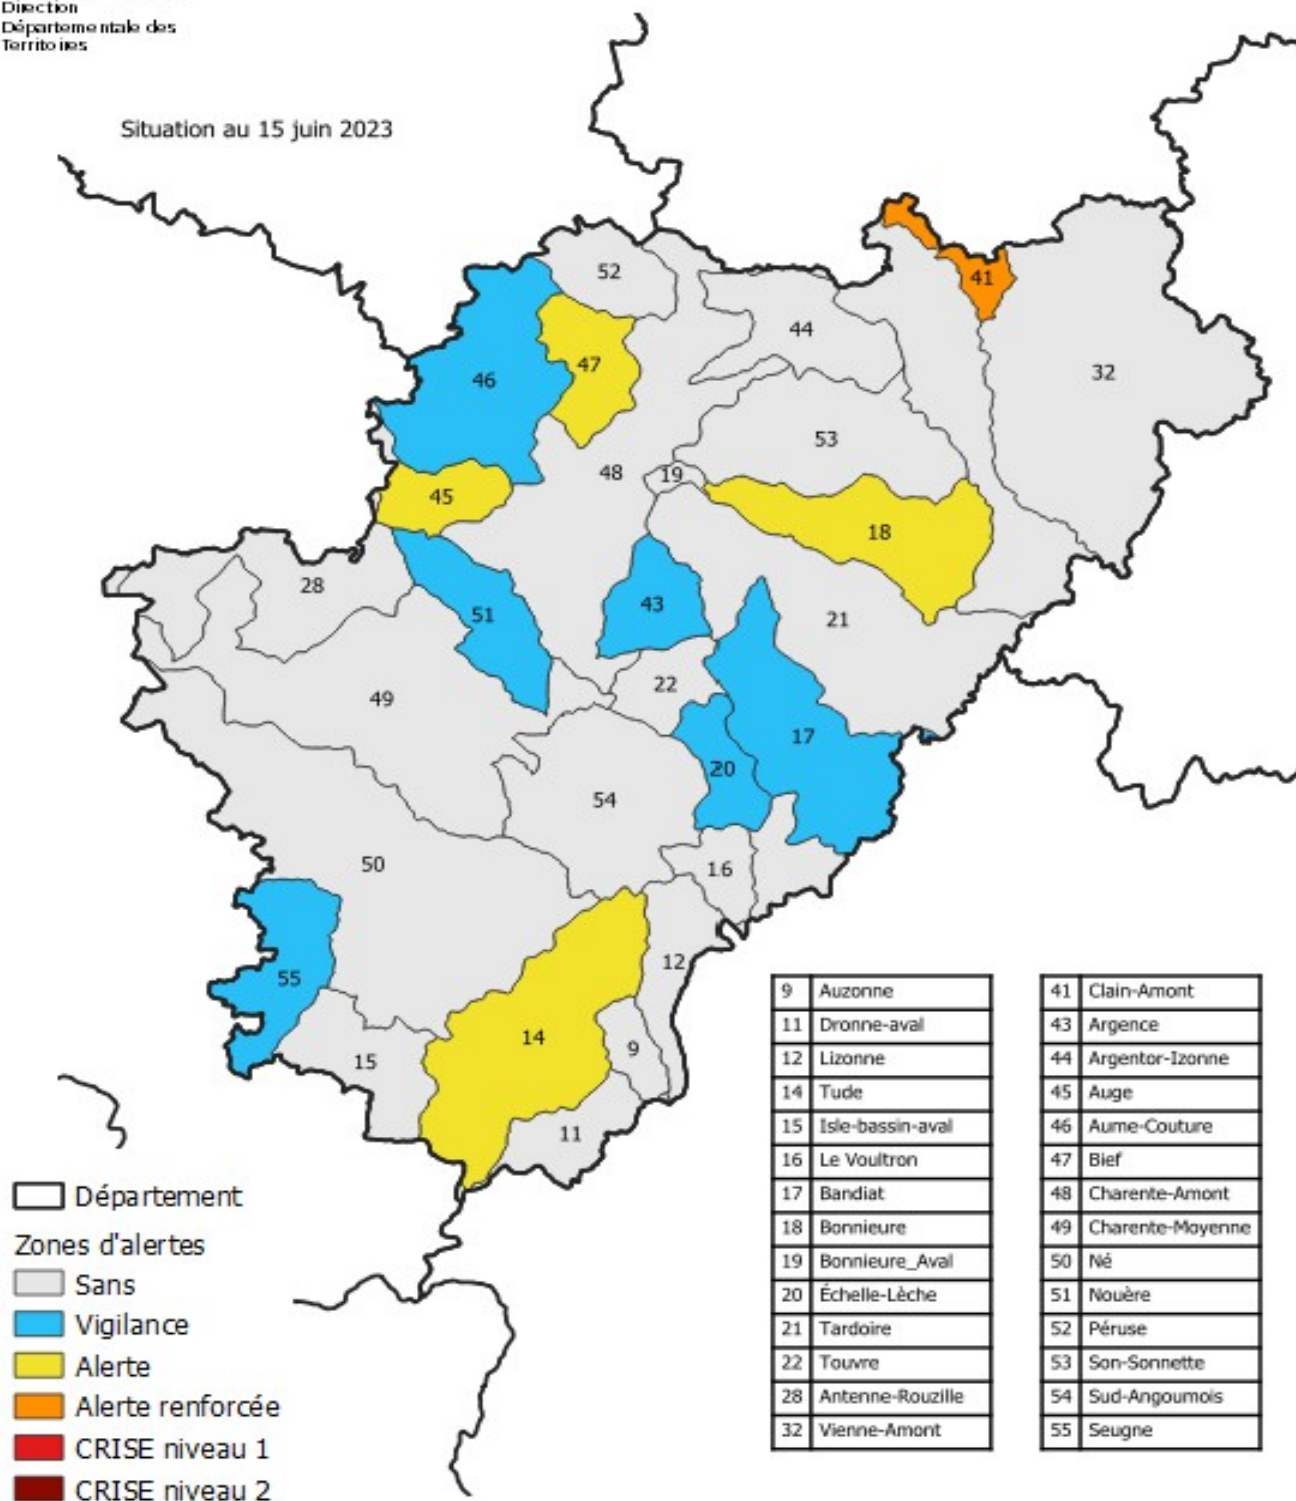 Direction
Départementale des
Territoires
Situation au 15 juin 2023
52
41
44
47
32
46
53
48
19
45
18
28
43
51
21
22
49
17
20
54
50
16
12
55
14
9
15
11
9 Auzonne
11 Dronne-aval
12 Lizonne
14 Tude
15 Isle-bassin-aval
16 Le Voultron
17 Bandiat
18 Bonnieure
19 Bonnieure_Aval
20 Échelle-Lèche
21 Tardoire
22 Touvre
28 Antenne-Rouzille
32 Vienne-Amont
41 Clain-Amont
43 Argence
44 Argentor-Izonne
45 Auge
46 Aume-Couture
47 Bief
48 Charente-Amont
49 Charente-Moyenne
50 Né
51 Nouère
52 Péruse
53 Son-Sonnette
54 Sud-Angoumois
55 Seugne
Département
Zones d'alertes
Sans
Vigilance
Alerte
Alerte renforcée
CRISE niveau 1
CRISE niveau 2